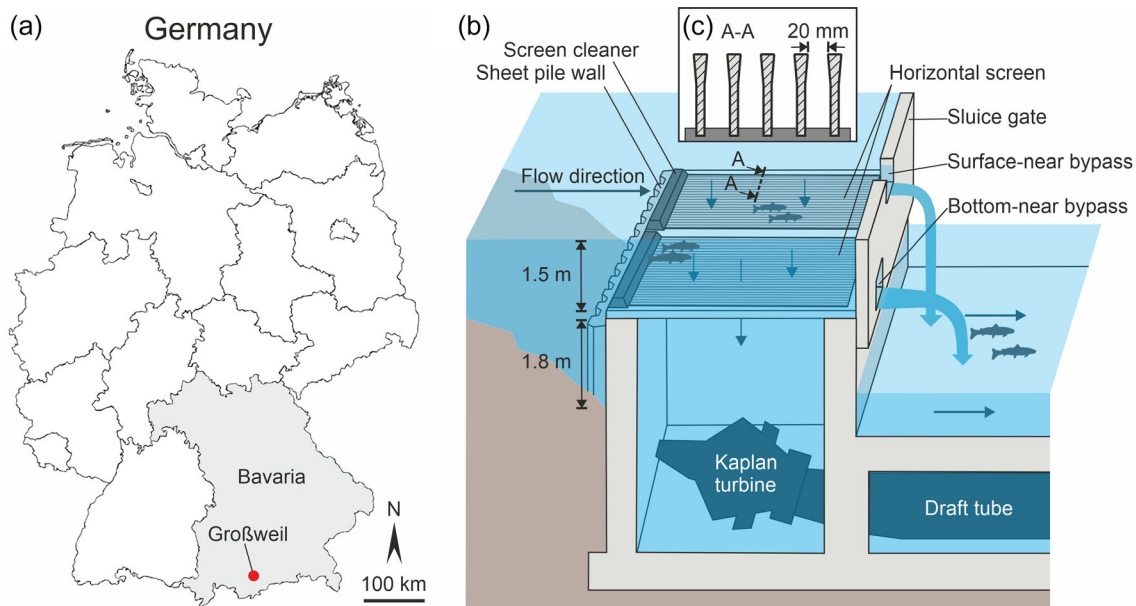 (a)
Germany
Bavaria
Großweil
N
100 km
(b)
Screen cleaner
Sheet pile wall
(c)
A-A
20 mm
Horizontal screen
Sluice gate
Surface-near bypass
Bottom-near bypass
Flow direction
A
A
1.5 m
1.8 m
Kaplan
turbine
Draft tube